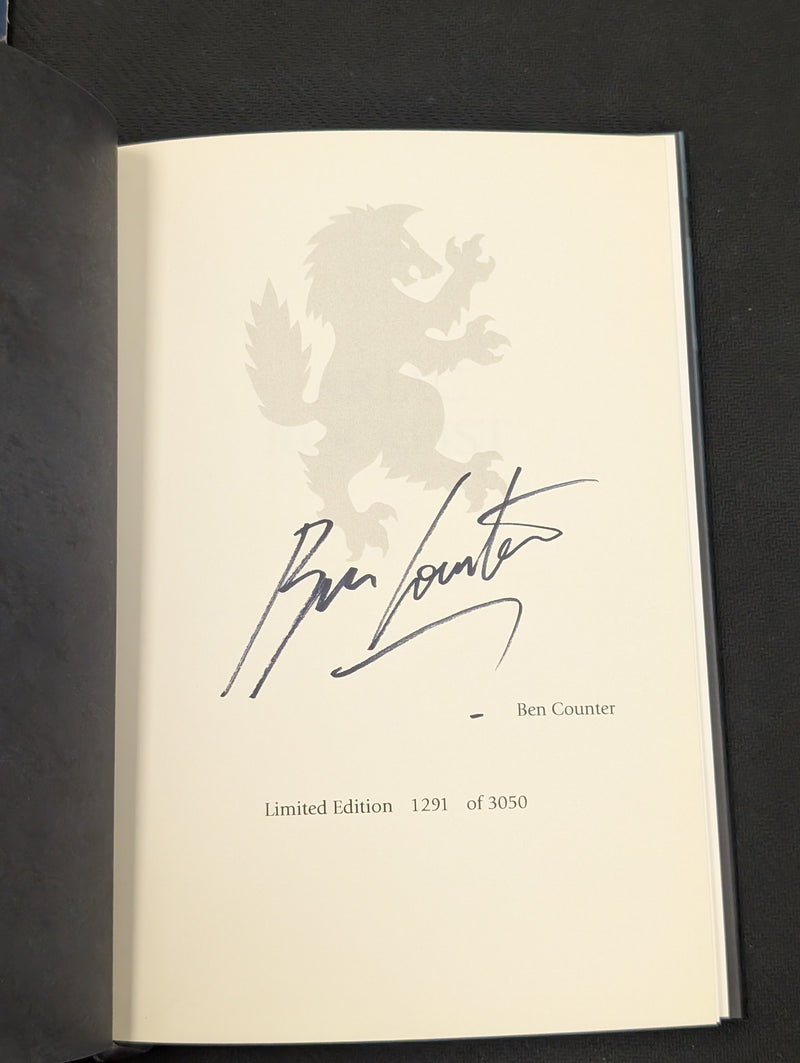 Ben Counter
Ben Counter
Limited Edition 1291 of 3050